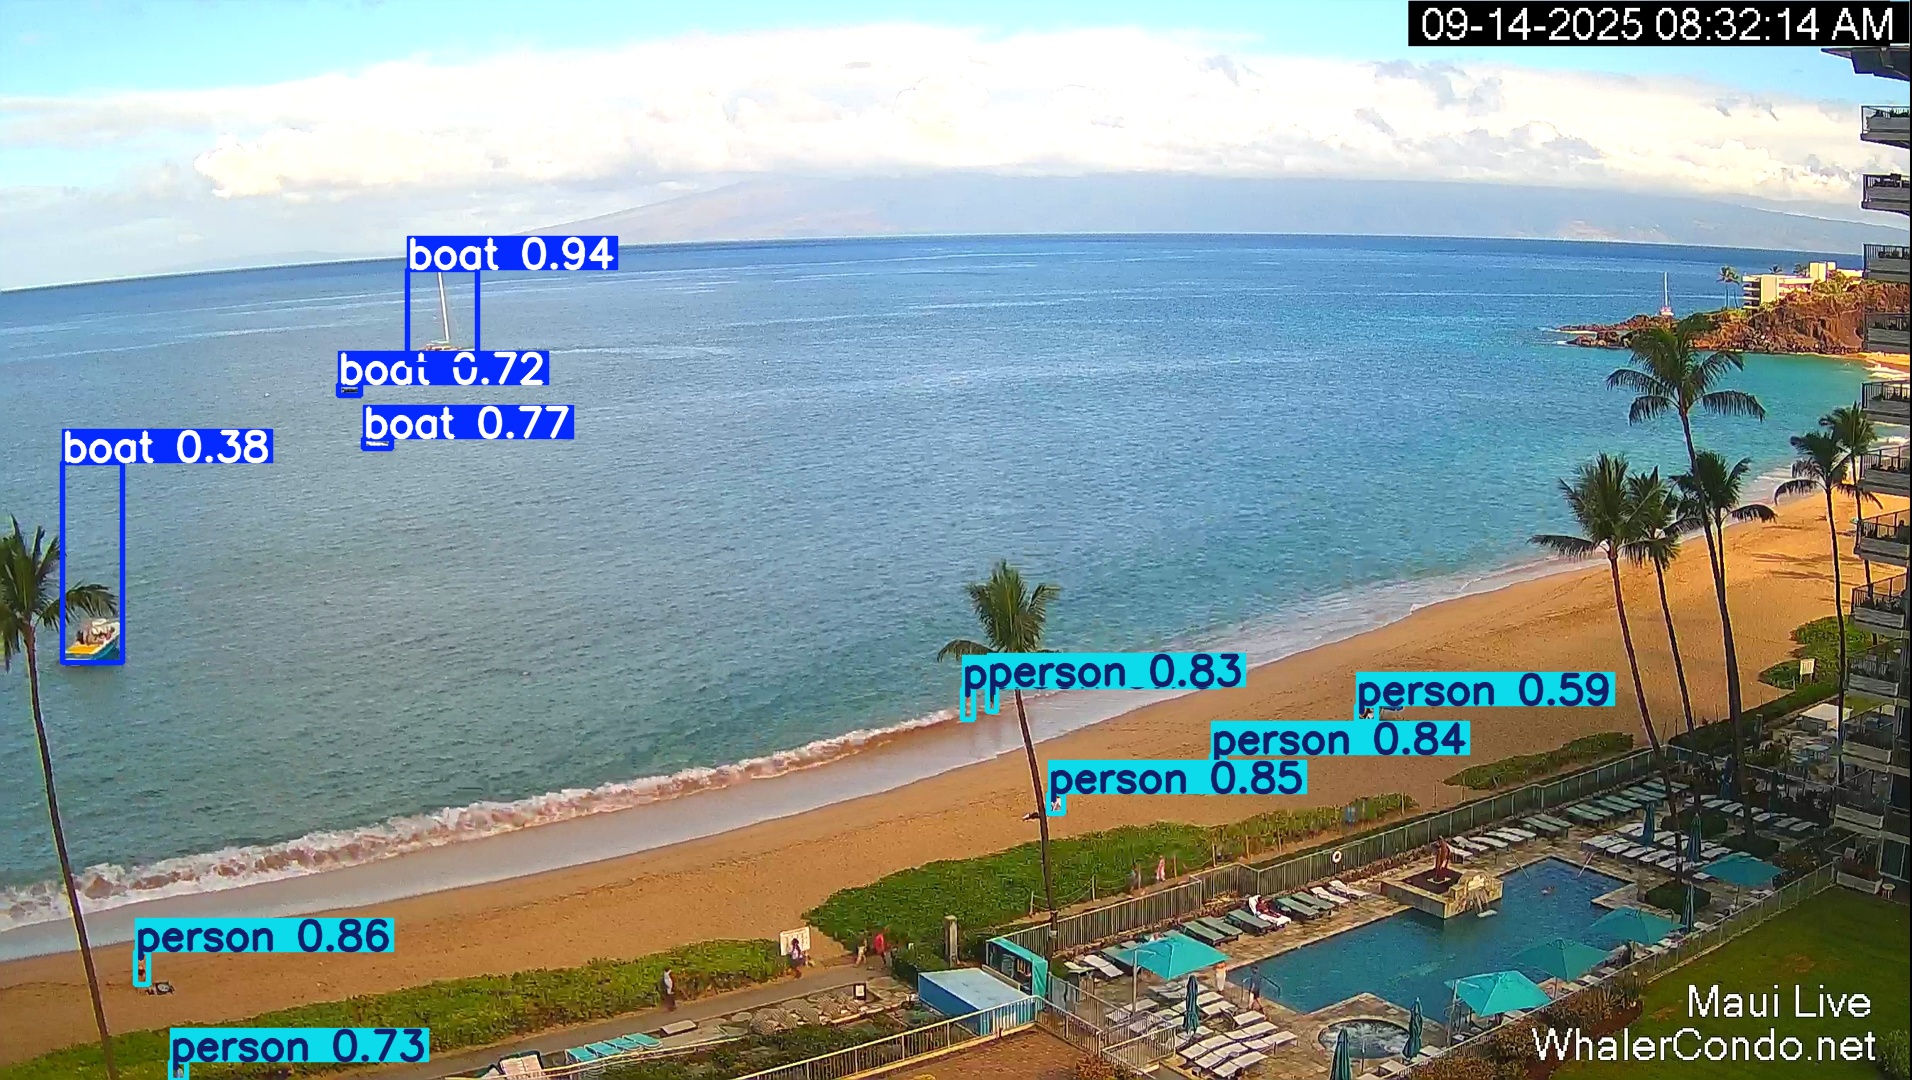 09-14-2025 08:32:14 AM
boat 0.94
boat 0.72
boat 0.77
boat 0.38
person 0.83
person 0.59
person 0.84
person 0.85
person 0.86
person 0.73
Maui Live
WhalerCondo.net